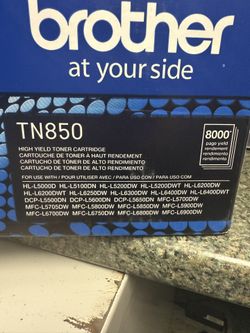 brother
at your side
TN850
HIGH YIELD TONER CARTRIDGE
CARTOUCHE DE TONER À HAUT RENDEMENT
CARTUCHO DE TONER DE ALTO RENDIMIENTO
CARTUCHO DE TONER DE ALTO RENDIMENTO
8000*
page yield
rendement
rendimiento
rendimento
FOR USE WITH / POUR UTILISER AVEC / PARA USO CON / PARA USO COM
HL-L5000D HL-L5100DN HL-L5200DW HL-L5200DWT HL-L6200DW
HL-L6200DWT HL-L6250DW HL-L6300DW HL-L6400DW HL-L6400DWT
DCP-L5500DN DCP-L5600DN DCP-L5650DN MFC-L5700DW
MFC-L5705DW MFC-L5800DW MFC-L5850DW MFC-L5900DW
MFC-L6700DW MFC-L6750DW MFC-L6800DW MFC-L6900DW